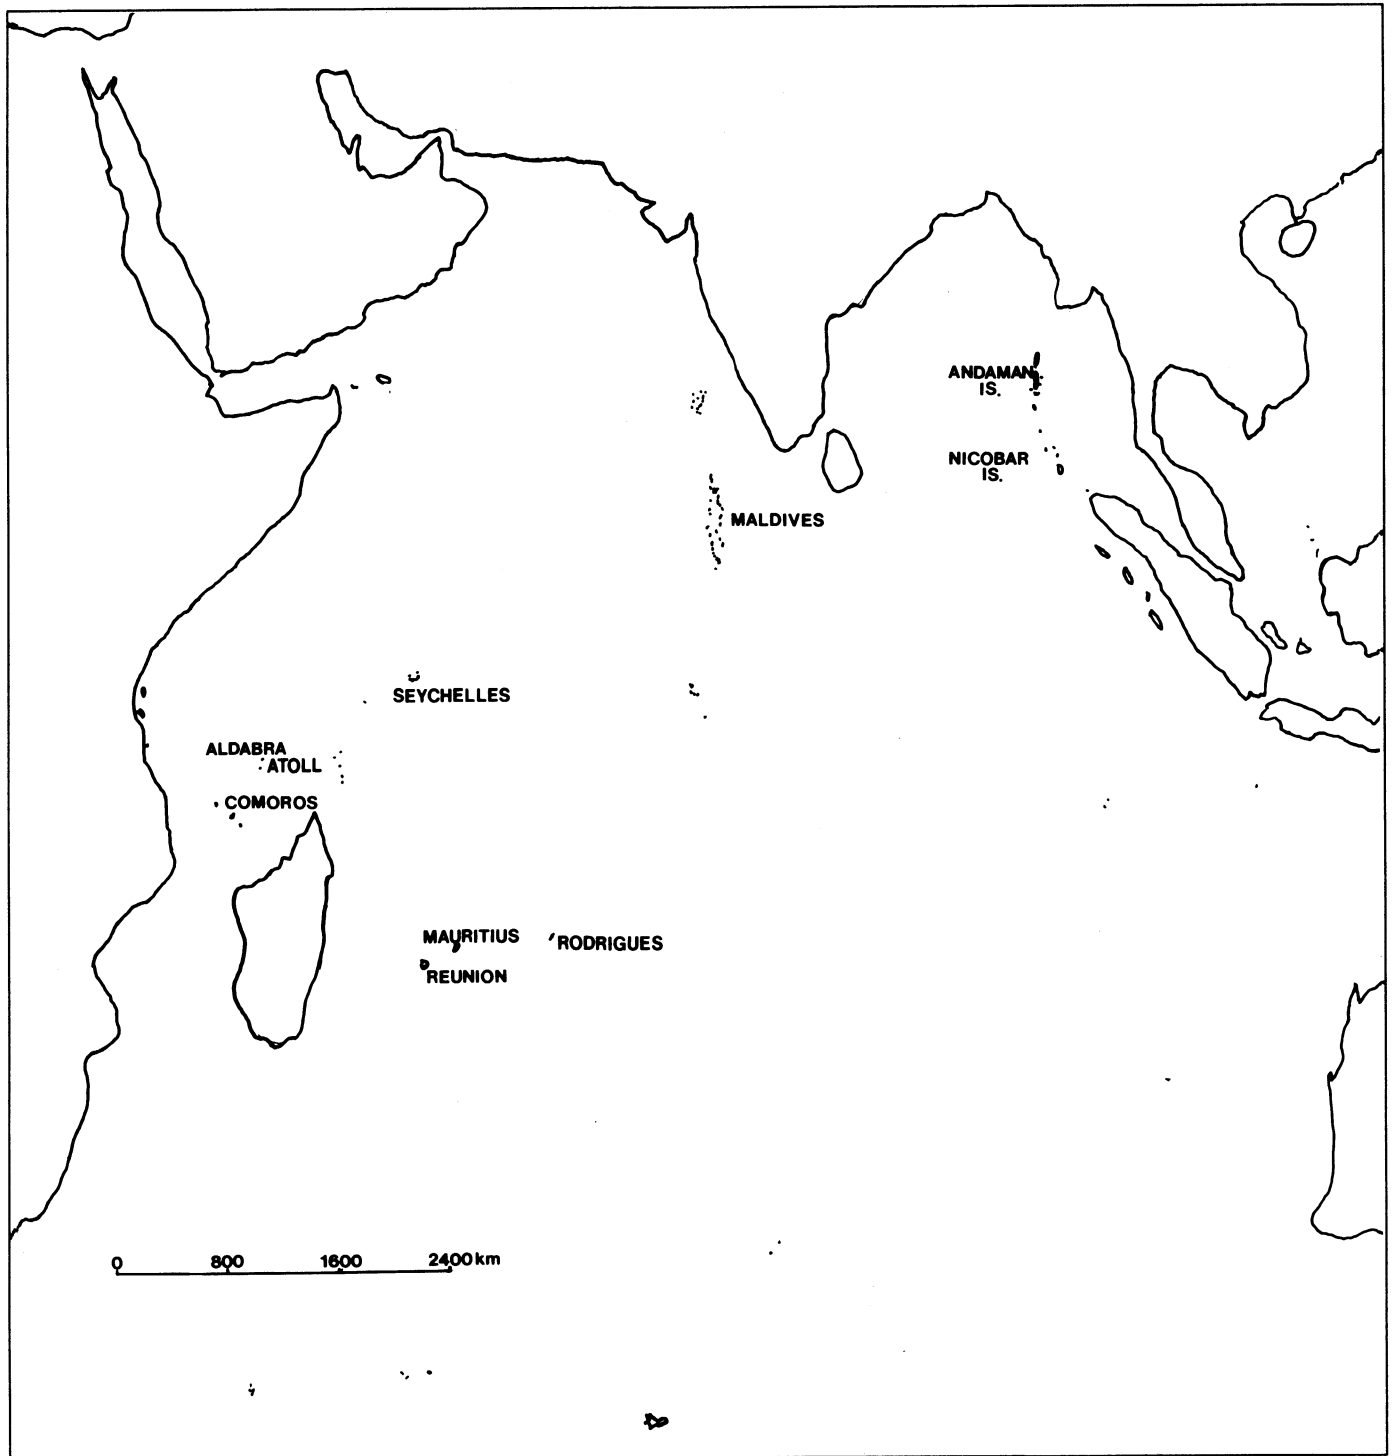 ANDAMAN
IS.
NICOBAR
IS.
MALDIVES
SEYCHELLES
ALDABRA
ATOLL
COMOROS
MAURITIUS
RODRIGUES
REUNION
0 800 1600 2400 km